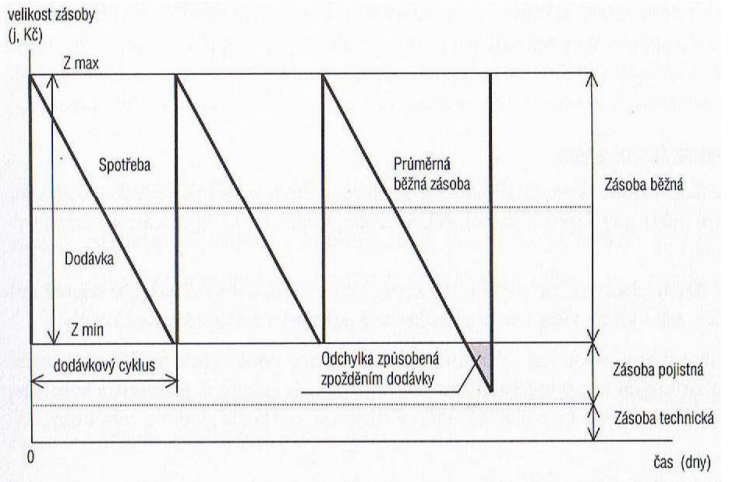 velikost zásoby
(j, Kč)
Z max
Spotřeba
Průměrná
běžná zásoba
Zásoba běžná
Dodávka
Z min
dodávkový cyklus
Odchylka způsobená
zpožděním dodávky
Zásoba pojistná
Zásoba technická
0
čas (dny)